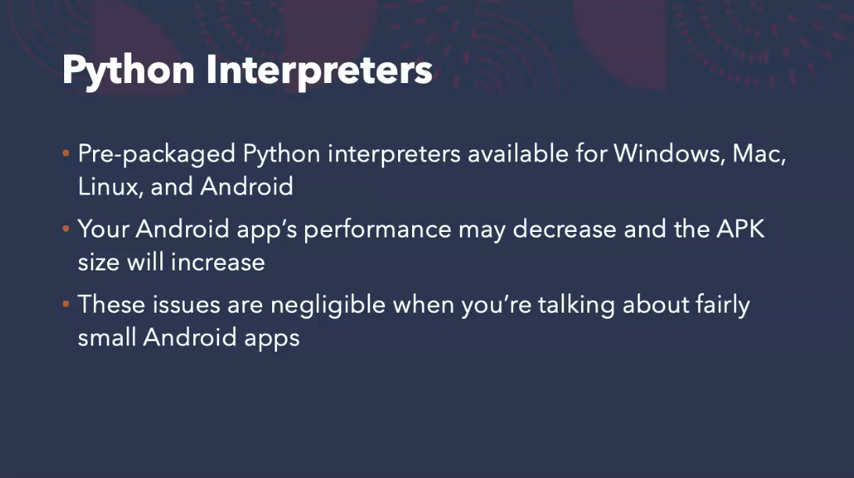 Python Interpreters
• Pre-packaged Python interpreters available for Windows, Mac,
Linux, and Android
• Your Android app’s performance may decrease and the APK
size will increase
• These issues are negligible when you’re talking about fairly
small Android apps